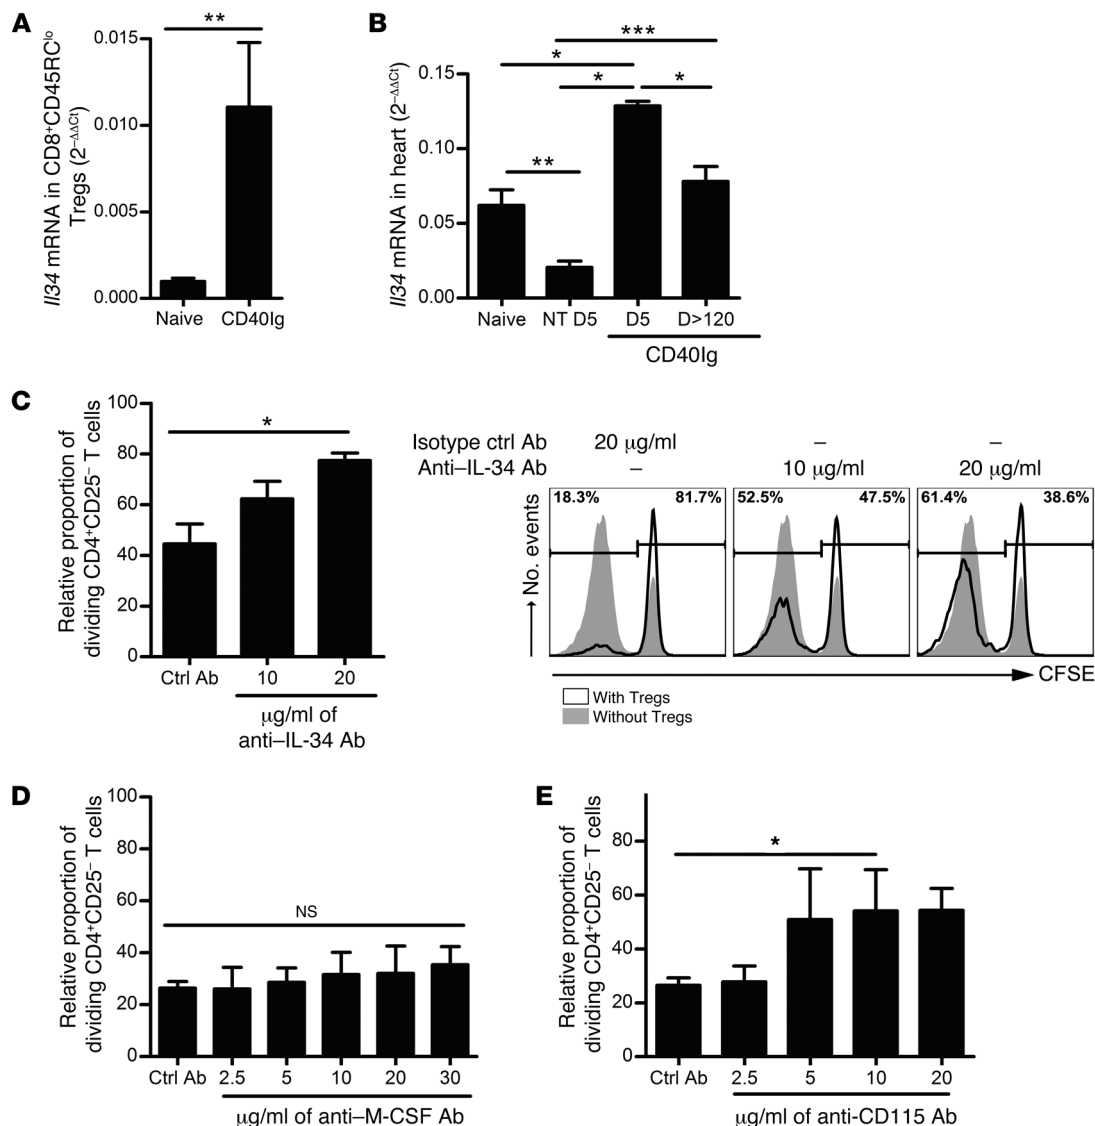 A
Il34 mRNA in CD8⁺CD45RCˡᵒ
Tregs (2⁻ΔΔCt)
**
0.015
0.010
0.005
0.000
Naive CD40Ig
B
Il34 mRNA in heart (2⁻ΔΔCt)
***
*
* *
**
0.15
0.10
0.05
0.00
Naive NT D5 D5 D>120
CD40Ig
C
Relative proportion of
dividing CD4⁺CD25⁻ T cells
*
100
80
60
40
20
0
Ctrl Ab 10 20
μg/ml of
anti–IL-34 Ab
Isotype ctrl Ab 20 μg/ml – –
Anti–IL-34 Ab – 10 μg/ml 20 μg/ml
18.3% 81.7% 52.5% 47.5% 61.4% 38.6%
No. events
CFSE
With Tregs
Without Tregs
D
Relative proportion of
dividing CD4⁺CD25⁻ T cells
NS
100
80
60
40
20
0
Ctrl Ab 2.5 5 10 20 30
μg/ml of anti–M-CSF Ab
E
Relative proportion of
dividing CD4⁺CD25⁻ T cells
*
80
60
40
20
0
Ctrl Ab 2.5 5 10 20
μg/ml of anti-CD115 Ab